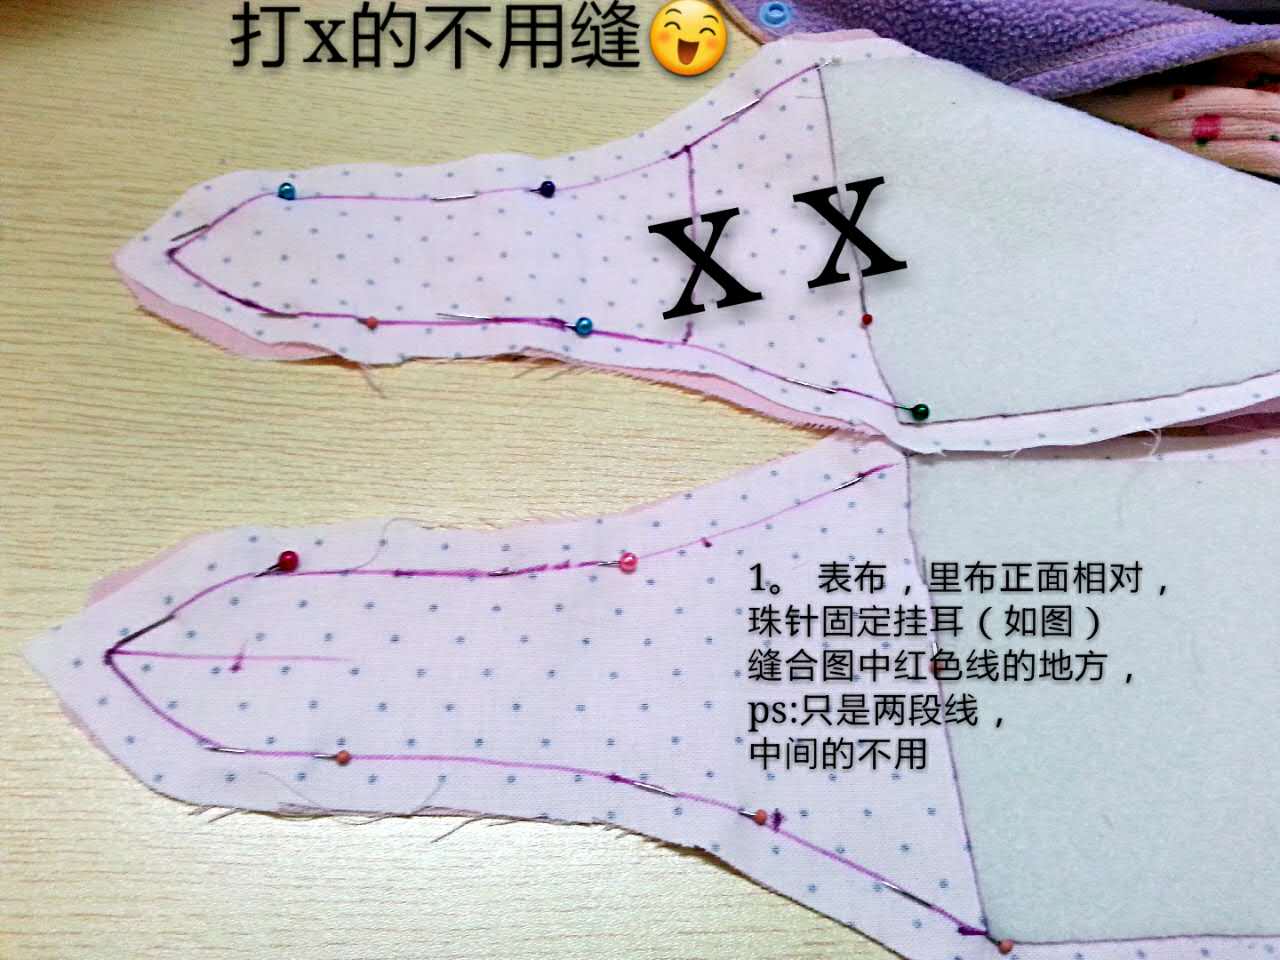 打x的不用缝😄
X X
1。 表布，里布正面相对，
珠针固定挂耳（如图）
缝合图中红色线的地方，
ps:只是两段线，
中间的不用